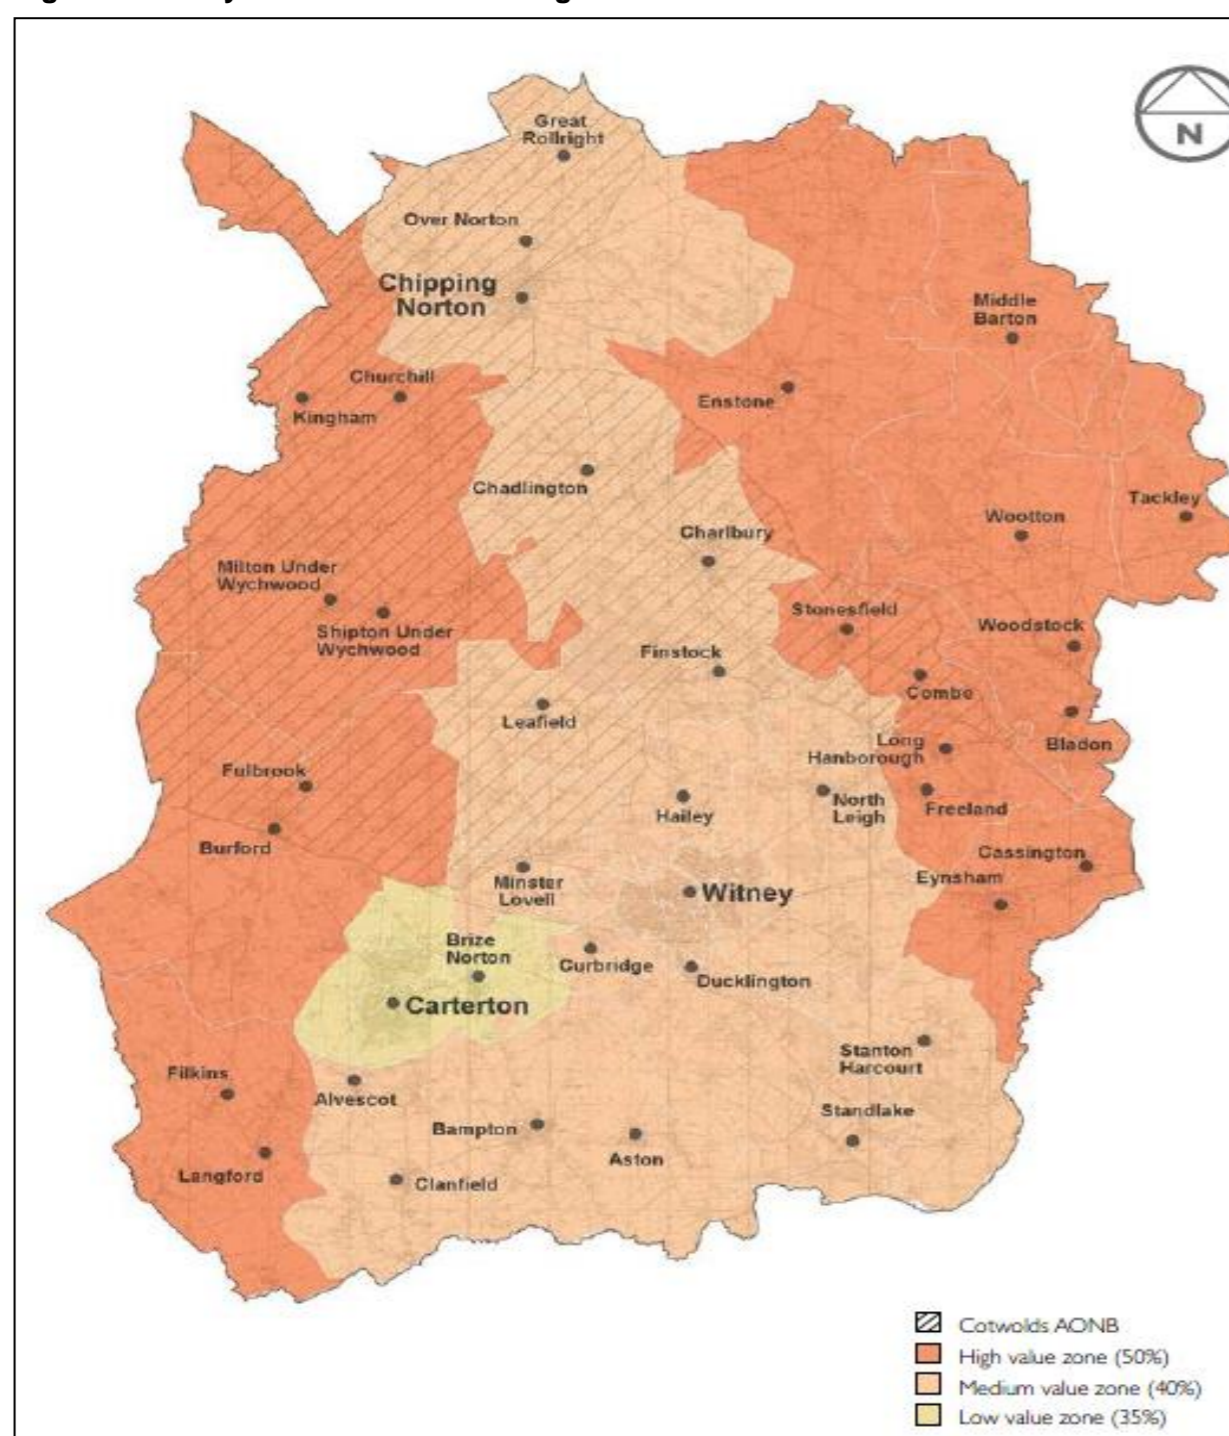 N
Great
Rollright
Over Norton
Chipping
Norton
Middle
Barton
Churchill
Kingham
Enstone
Chadlington
Tackley
Wootton
Charlbury
Milton Under
Wychwood
Shipton Under
Wychwood
Stonesfield
Woodstock
Finstock
Combe
Leafield
Long
Hanborough
Bladon
Fulbrook
Hailey
North
Leigh
Freeland
Burford
Cassington
Eynsham
Minster
Lovell
Witney
Brize
Norton
Curbridge
Ducklington
Carterton
Stanton
Harcourt
Filkins
Alvescot
Standlake
Bampton
Aston
Langford
Clanfield
Cotwolds AONB
High value zone (50%)
Medium value zone (40%)
Low value zone (35%)